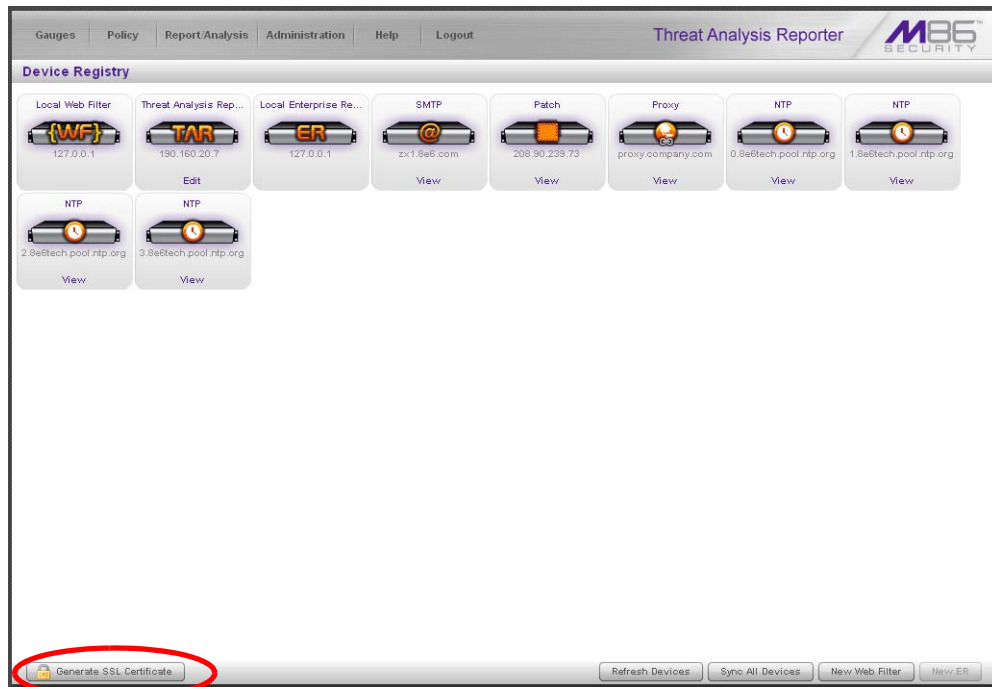 Gauges Policy Report/Analysis Administration Help Logout Threat Analysis Reporter M86 SECURITY
Device Registry
Local Web Filter Threat Analysis Rep... Local Enterprise Re... SMTP Patch Proxy NTP NTP
{WF} TAR ER @
127.0.0.1 190.160.20.7 127.0.0.1 zx1.8e6.com 208.90.239.73 proxy.company.com 0.8e6tech.pool.ntp.org 1.8e6tech.pool.ntp.org
Edit View View View View View
NTP NTP
2.8e6tech.pool.ntp.org 3.8e6tech.pool.ntp.org
View View
Generate SSL Certificate Refresh Devices Sync All Devices New Web Filter New ER